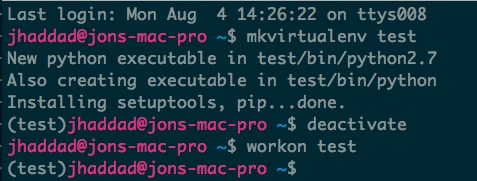 Last login: Mon Aug  4 14:26:22 on ttys008
jhaddad@jons-mac-pro ~$ mkvirtualenv test
New python executable in test/bin/python2.7
Also creating executable in test/bin/python
Installing setuptools, pip...done.
(test)jhaddad@jons-mac-pro ~$ deactivate
jhaddad@jons-mac-pro ~$ workon test
(test)jhaddad@jons-mac-pro ~$